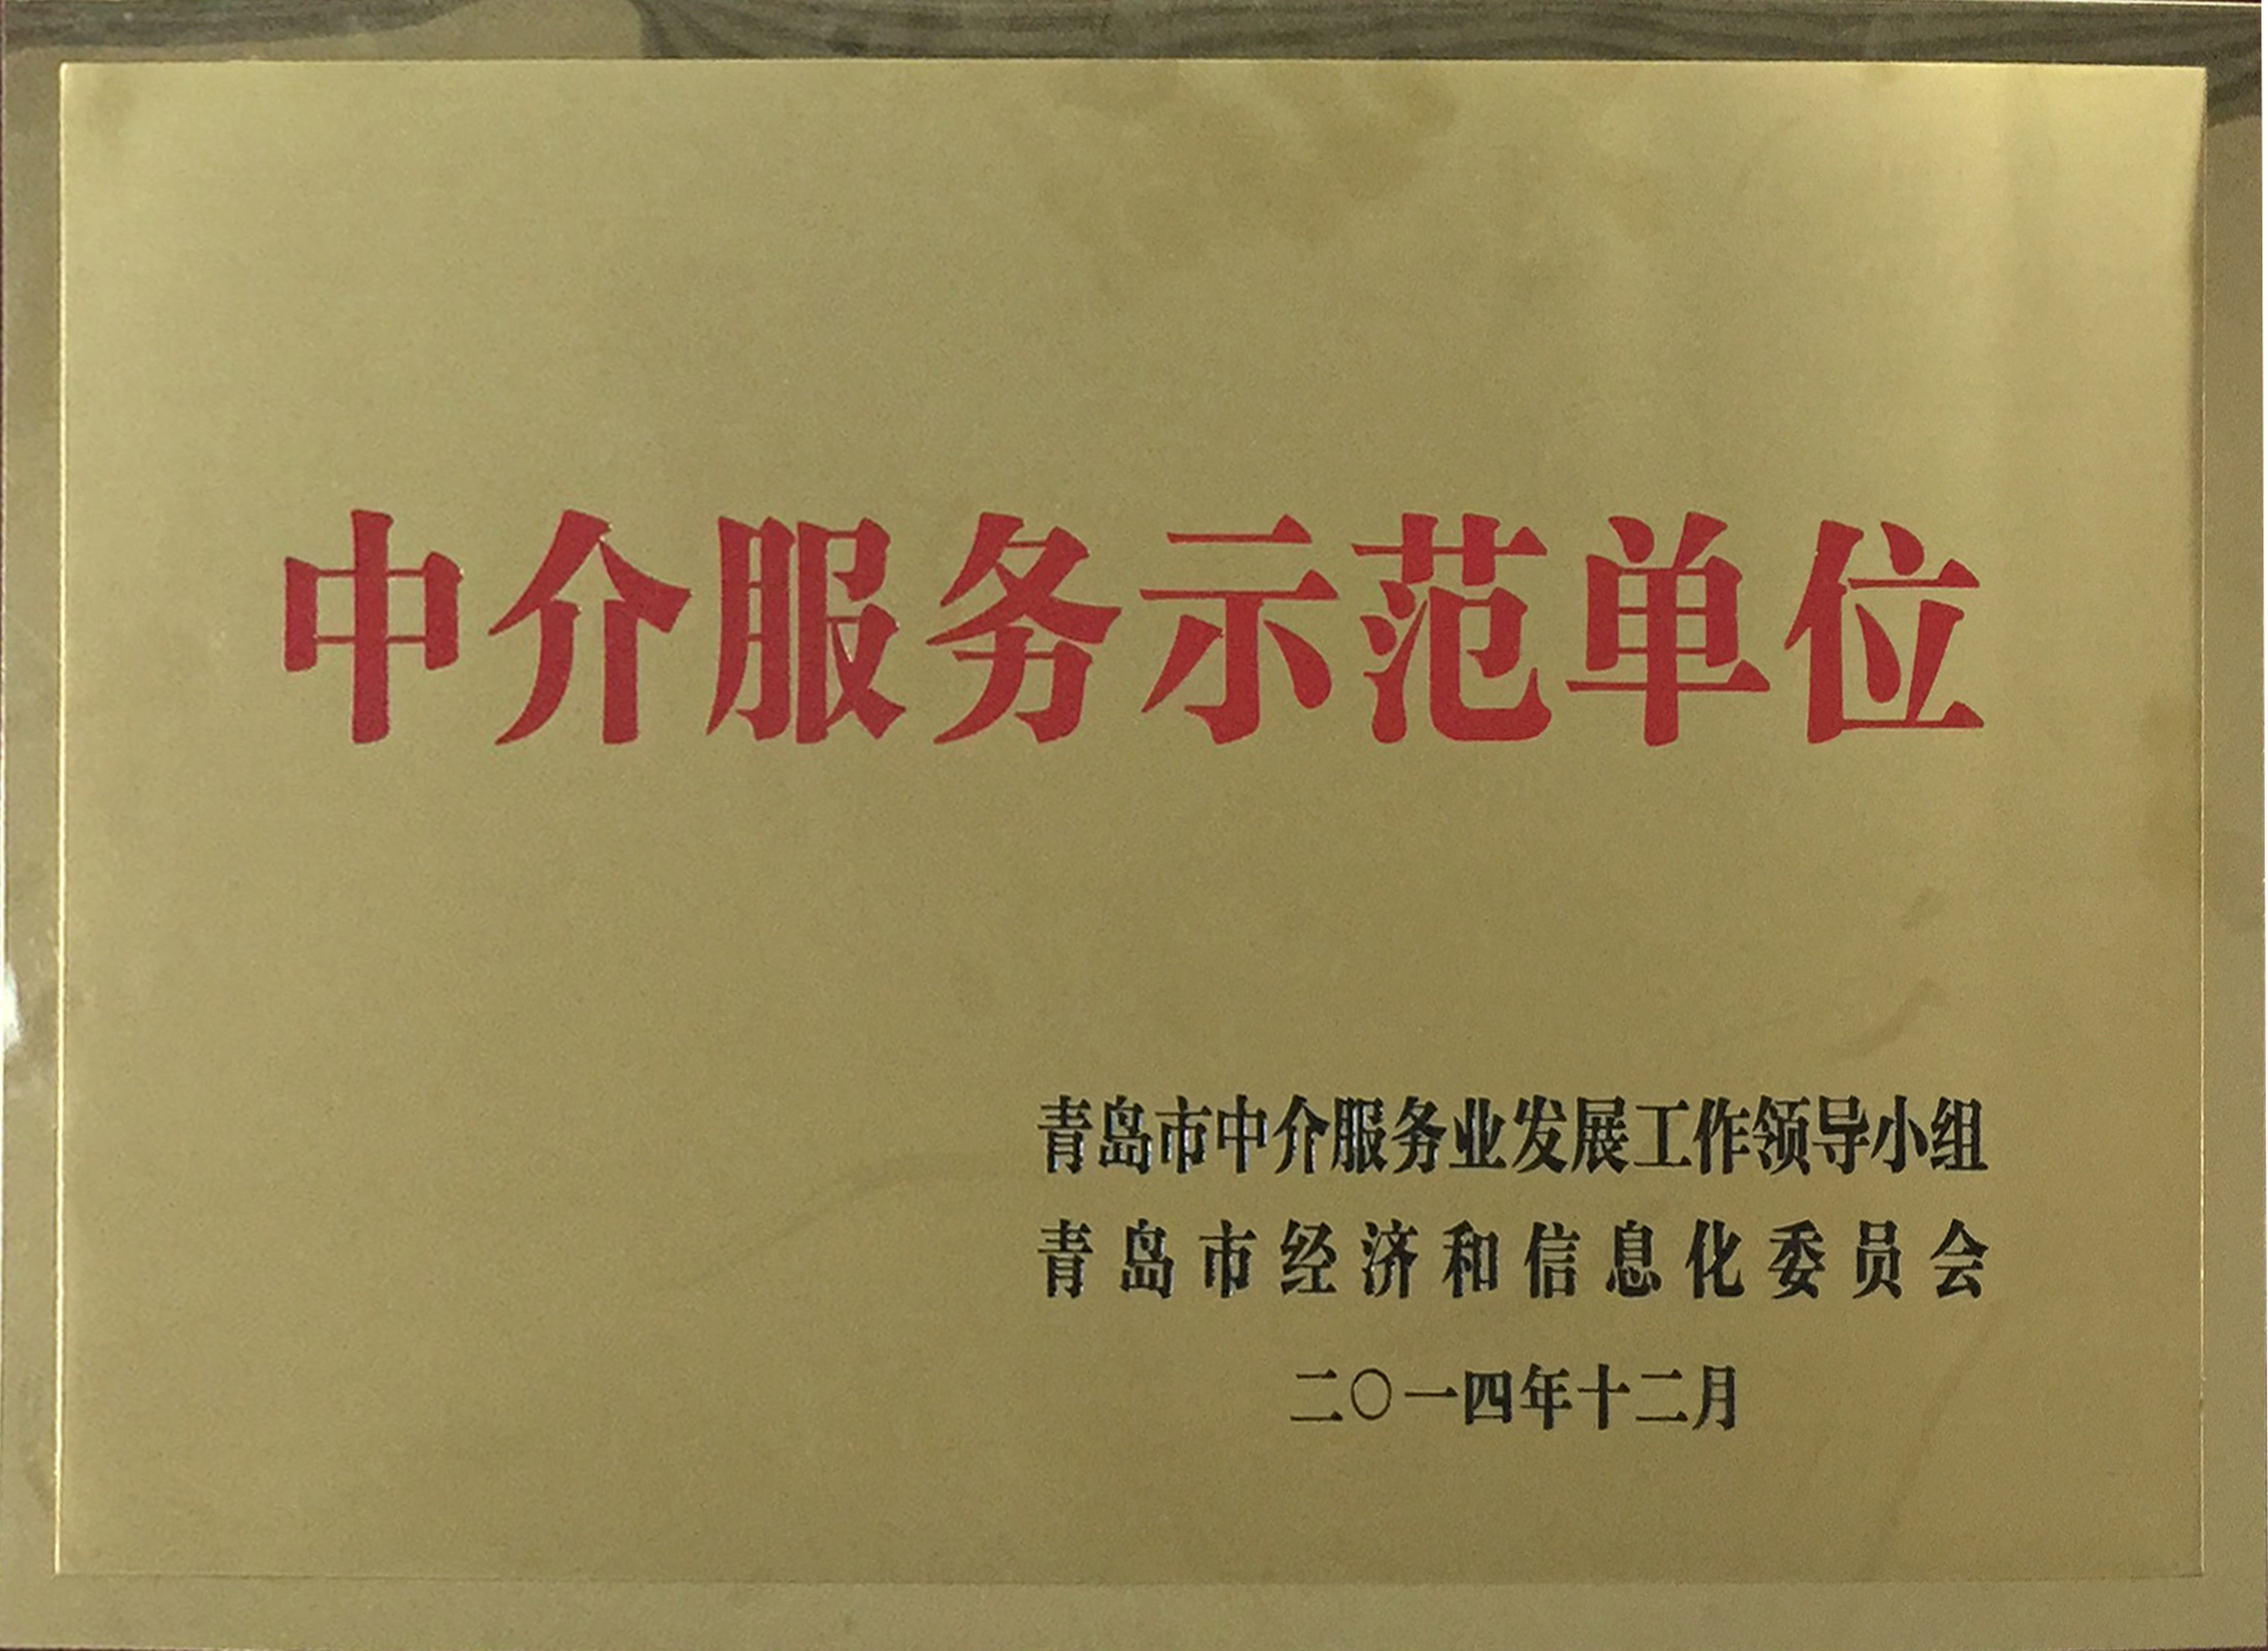 中介服务示范单位
青岛市中介服务业发展工作领导小组
青岛市经济和信息化委员会
二〇一四年十二月